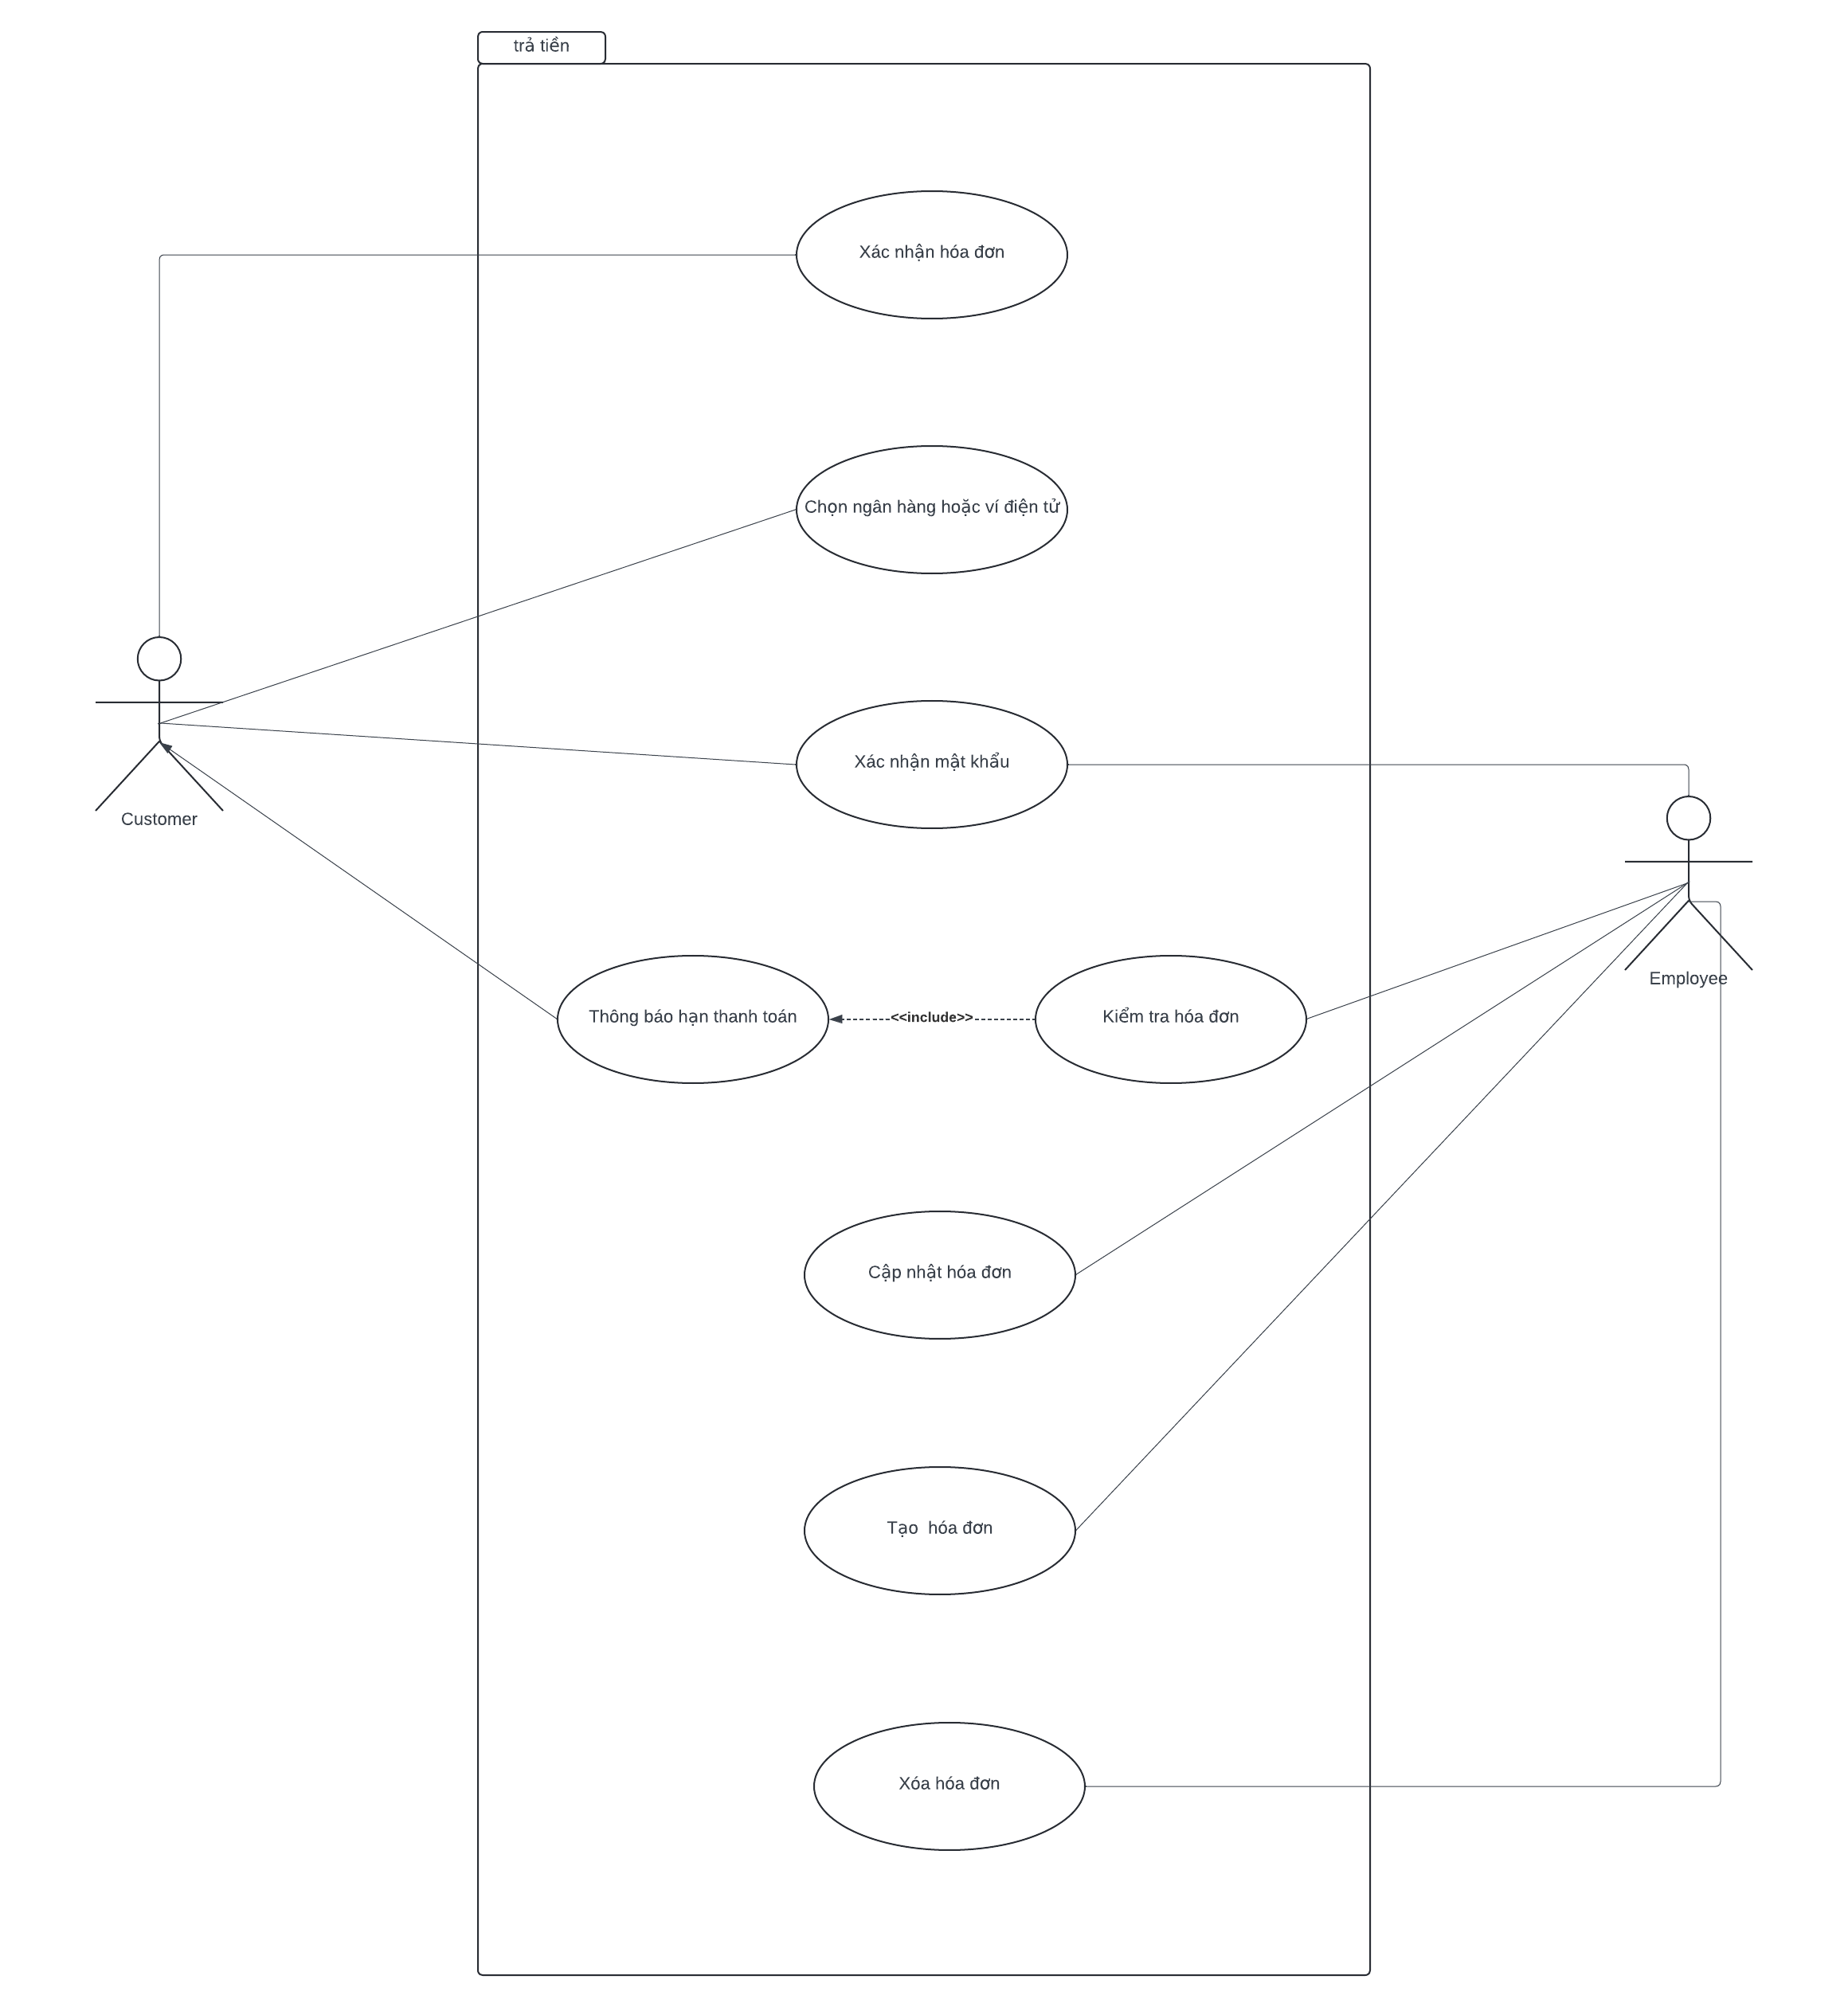 trả tiền
Xác nhận hóa đơn
Chọn ngân hàng hoặc ví điện tử
Xác nhận mật khẩu
Customer
Employee
Thông báo hạn thanh toán
<<include>>
Kiểm tra hóa đơn
Cập nhật hóa đơn
Tạo  hóa đơn
Xóa hóa đơn